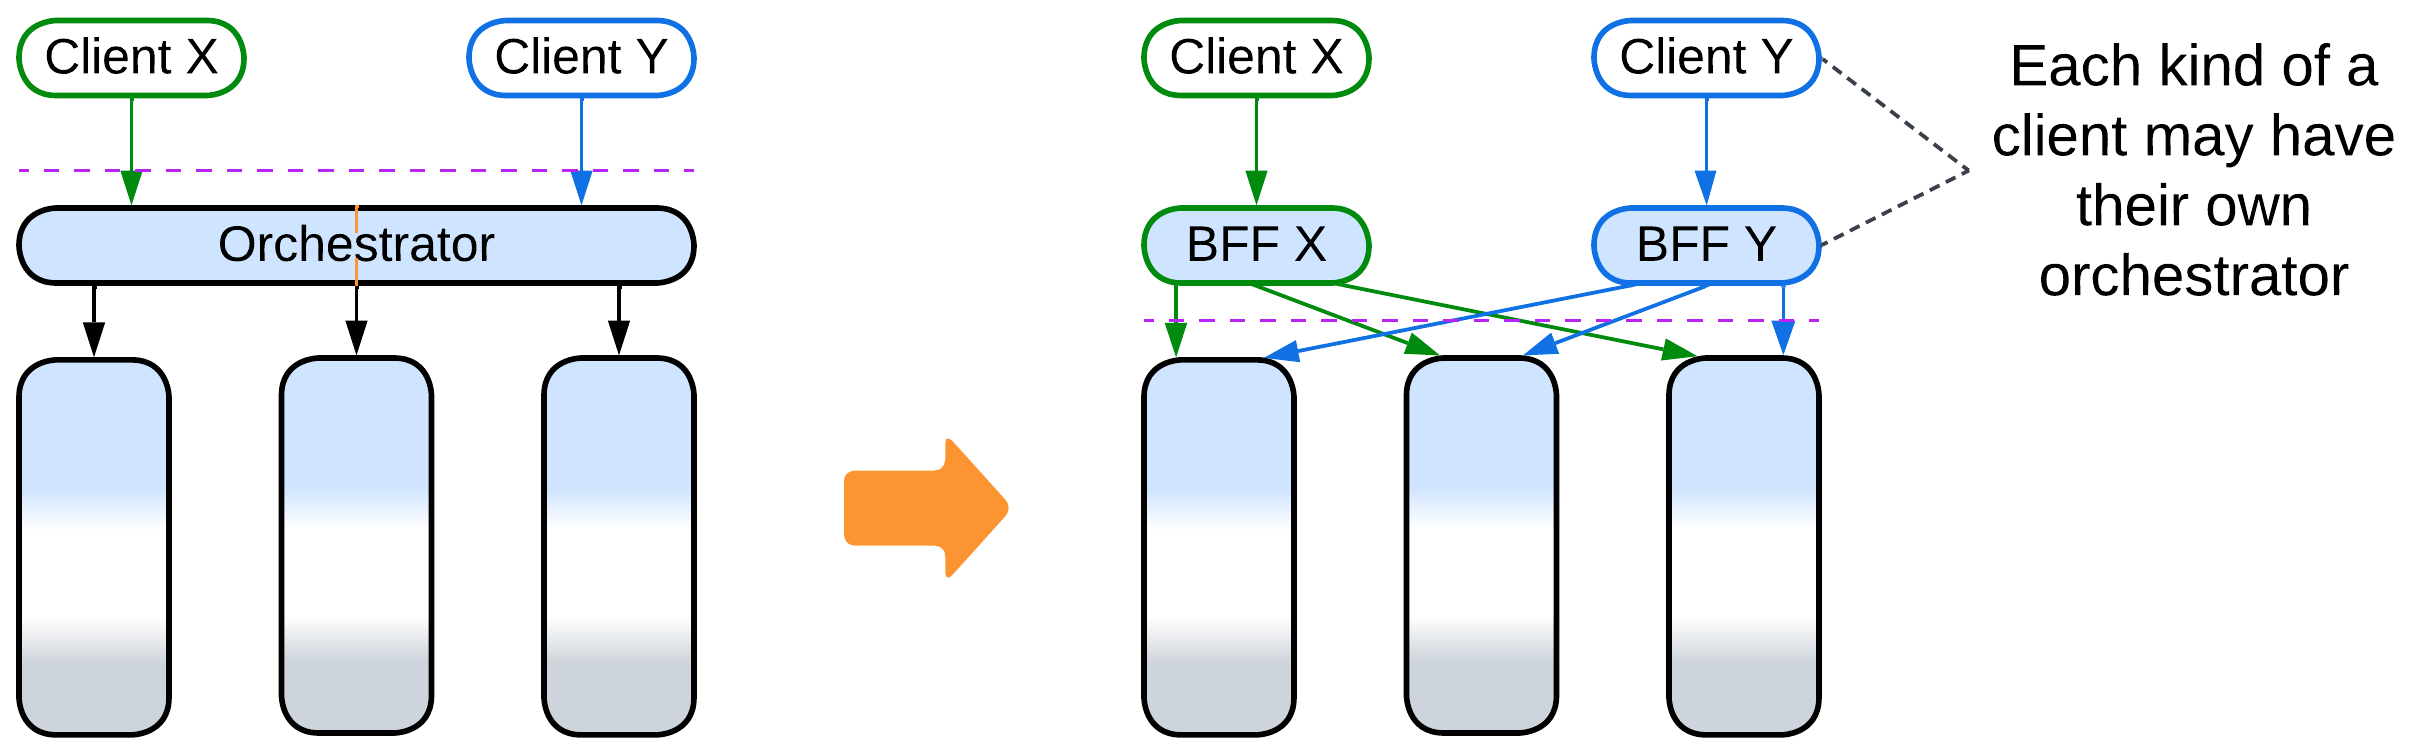 Client X
Client Y
Orchestrator
Client X
Client Y
BFF X
BFF Y
Each kind of a
client may have
their own
orchestrator